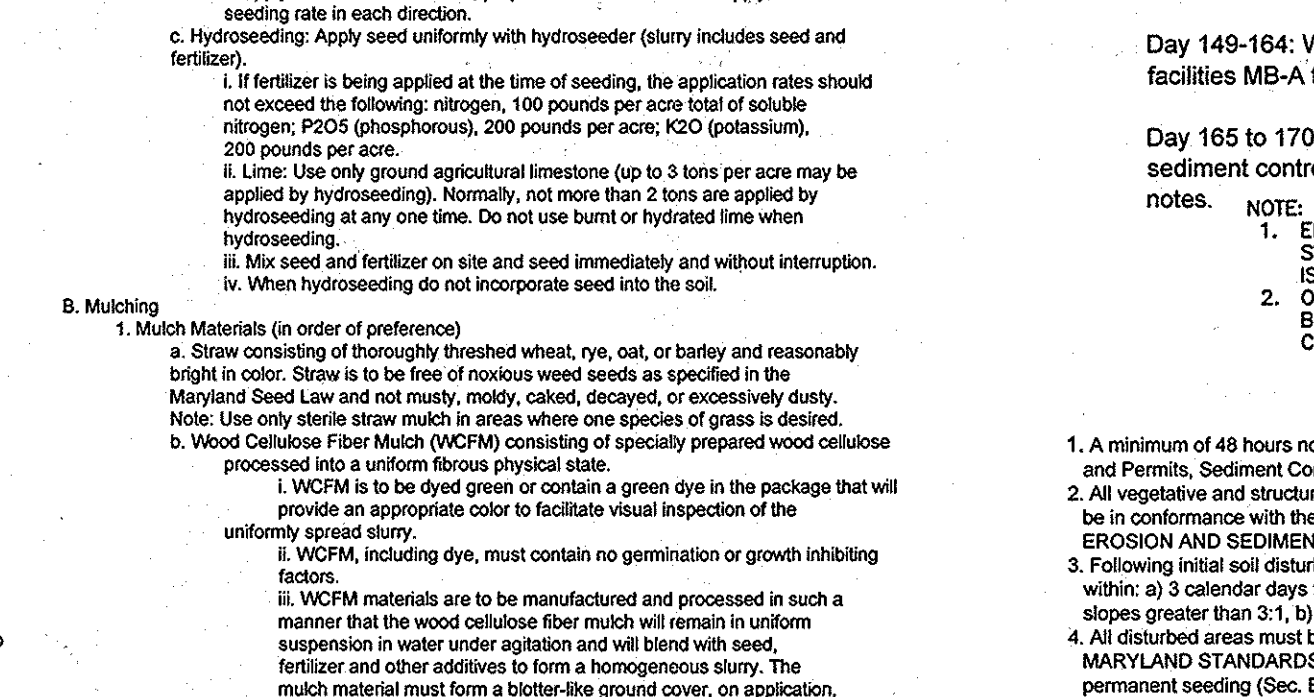 seeding rate in each direction.
c. Hydroseeding: Apply seed uniformly with hydroseeder (slurry includes seed and
fertilizer).
i. If fertilizer is being applied at the time of seeding, the application rates should
not exceed the following: nitrogen, 100 pounds per acre total of soluble
nitrogen; P2O5 (phosphorous), 200 pounds per acre; K2O (potassium),
200 pounds per acre.
ii. Lime: Use only ground agricultural limestone (up to 3 tons per acre may be
applied by hydroseeding). Normally, not more than 2 tons are applied by
hydroseeding at any one time. Do not use burnt or hydrated lime when
hydroseeding.
iii. Mix seed and fertilizer on site and seed immediately and without interruption.
iv. When hydroseeding do not incorporate seed into the soil.
B. Mulching
1. Mulch Materials (in order of preference)
a. Straw consisting of thoroughly threshed wheat, rye, oat, or barley and reasonably
bright in color. Straw is to be free of noxious weed seeds as specified in the
Maryland Seed Law and not musty, moldy, caked, decayed, or excessively dusty.
Note: Use only sterile straw mulch in areas where one species of grass is desired.
b. Wood Cellulose Fiber Mulch (WCFM) consisting of specially prepared wood cellulose
processed into a uniform fibrous physical state.
i. WCFM is to be dyed green or contain a green dye in the package that will
provide an appropriate color to facilitate visual inspection of the
uniformly spread slurry.
ii. WCFM, including dye, must contain no germination or growth inhibiting
factors.
iii. WCFM materials are to be manufactured and processed in such a
manner that the wood cellulose fiber mulch will remain in uniform
suspension in water under agitation and will blend with seed,
fertilizer and other additives to form a homogeneous slurry. The
mulch material must form a blotter-like ground cover, on application,
Day 149-164:
facilities MB-A
Day 165 to 170
sediment
notes.
NOTE:
1.
2.
1. A minimum of 48 hours
and Permits, Sediment
2. All vegetative and
be in conformance with the
EROSION AND
3. Following initial soil
within: a) 3 calendar days
slopes greater than 3:1, b)
4. All disturbed areas must
MARYLAND STANDARDS
permanent seeding (Sec.